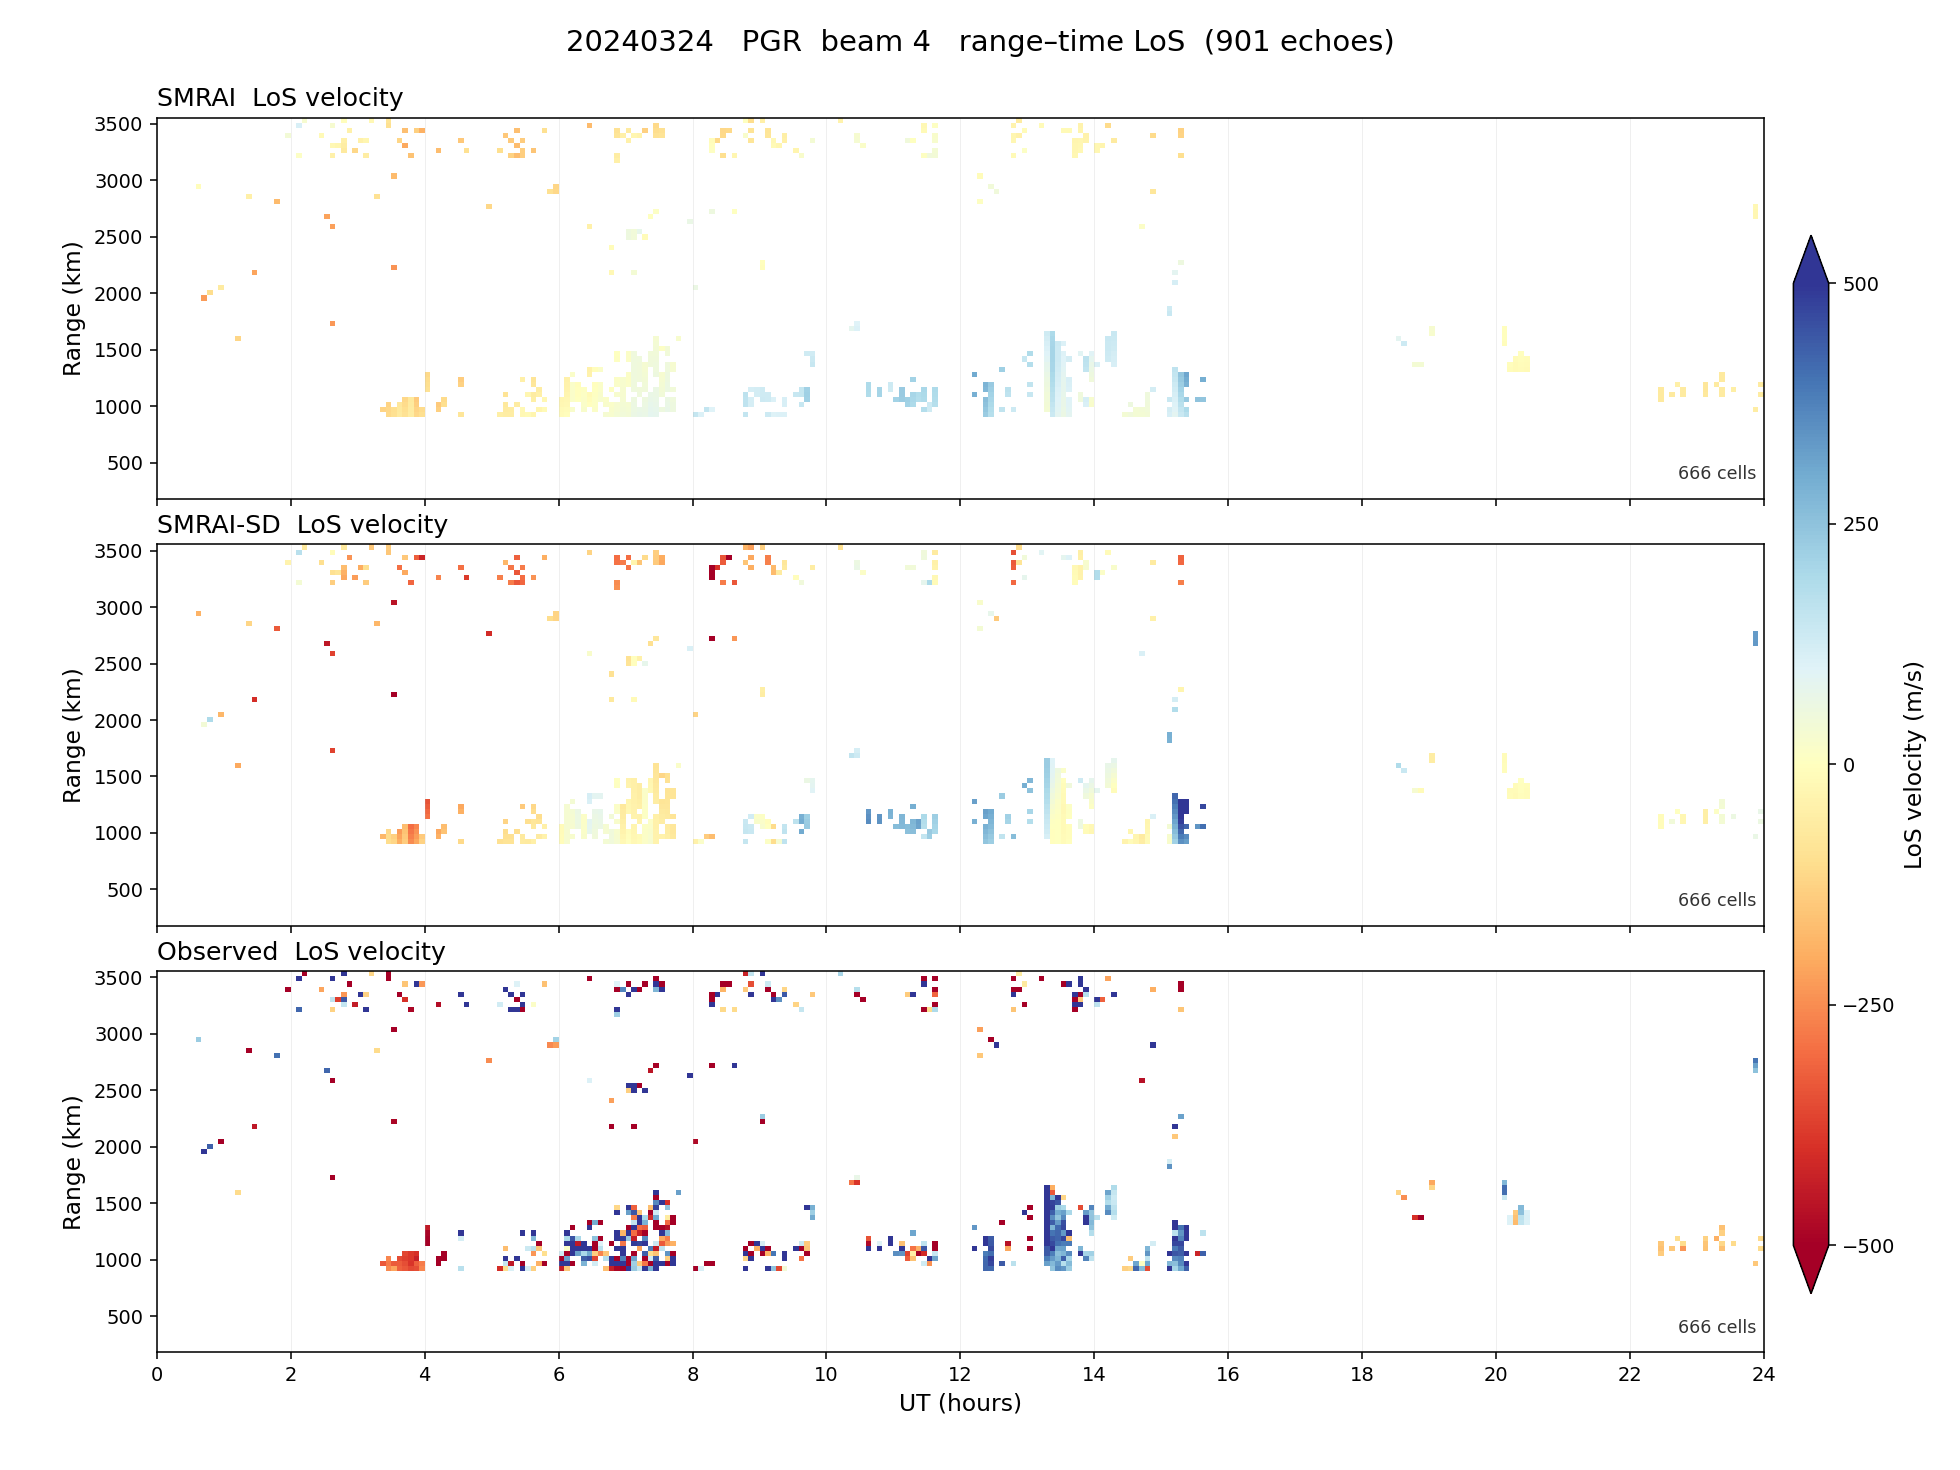 20240324   PGR  beam 4   range–time LoS  (901 echoes)
SMRAI  LoS velocity
3500
3000
2500
2000
1500
1000
500
Range (km)
666 cells
SMRAI-SD  LoS velocity
3500
3000
2500
2000
1500
1000
500
Range (km)
666 cells
Observed  LoS velocity
3500
3000
2500
2000
1500
1000
500
Range (km)
666 cells
0 2 4 6 8 10 12 14 16 18 20 22 24
UT (hours)
500
250
0
−250
−500
LoS velocity (m/s)